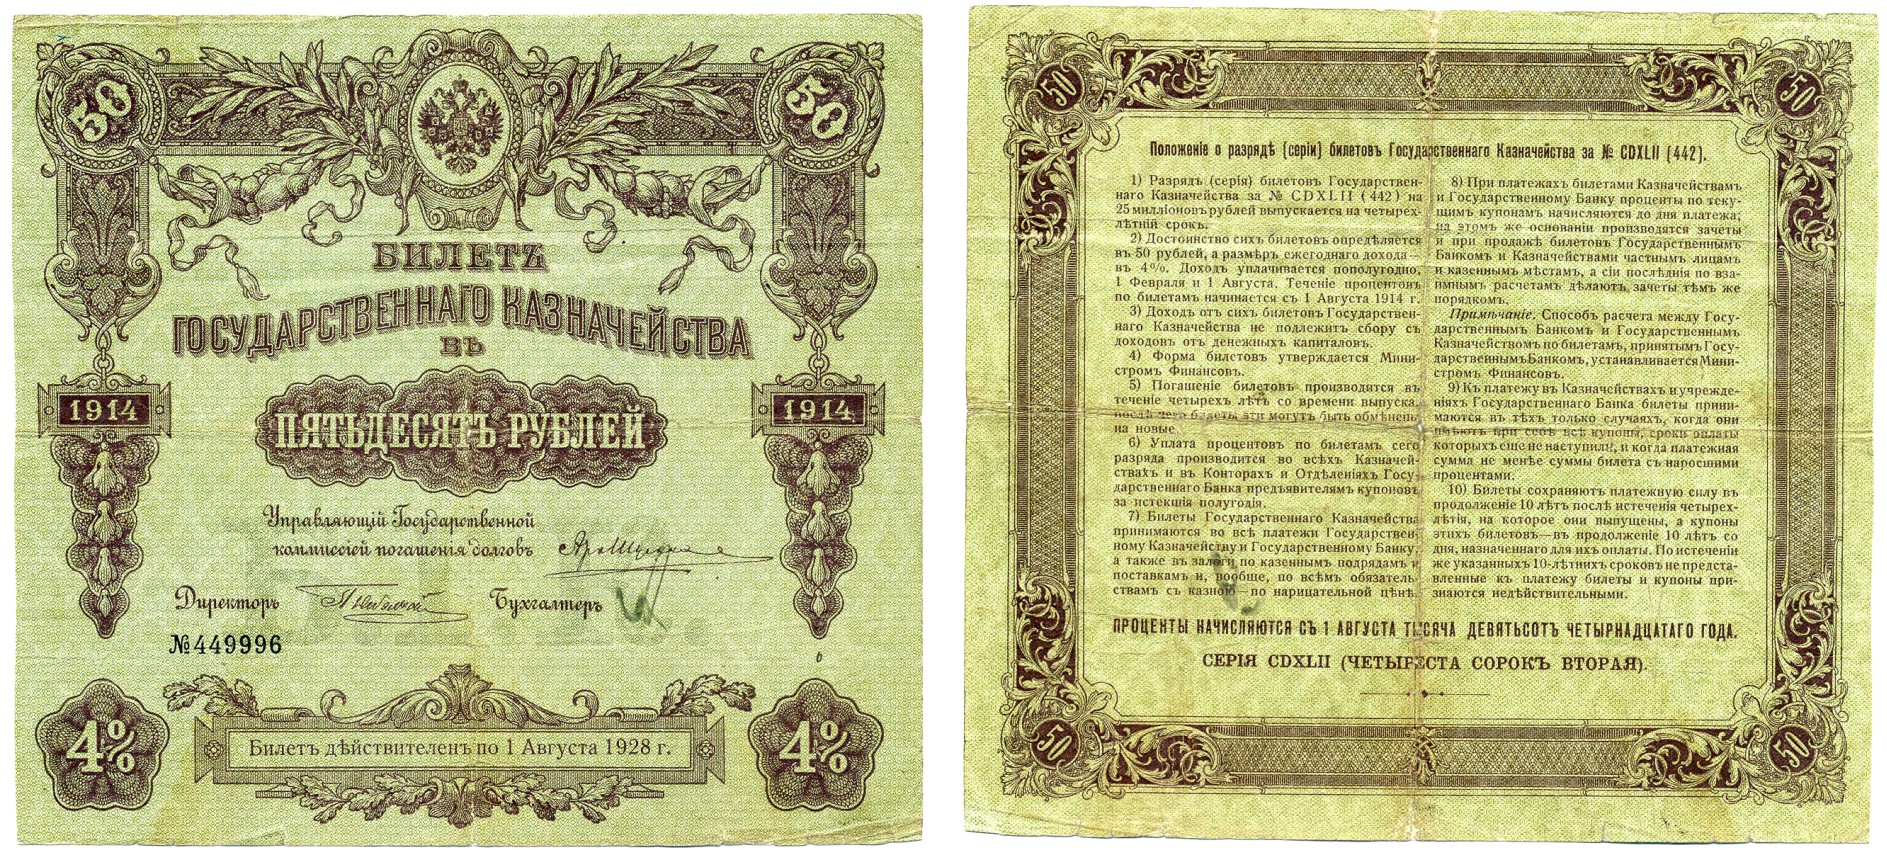 50
50
БИЛЕТЪ
ГОСУДАРСТВЕННАГО КАЗНАЧЕЙСТВА
ВЪ
1914
1914
ПЯТЬДЕСЯТЪ РУБЛЕЙ
Управляющій Государственной
коммиссіей погашенія долговъ
Директоръ
Бухгалтеръ
№449996
4%
4%
Билетъ дѣйствителенъ по 1 Августа 1928 г.
50
50
Положеніе о разрядѣ (серіи) билетовъ Государственнаго Казначейства за № CDXLII (442).
1) Разрядъ (серія) билетовъ Государствен-
наго Казначейства за № CDXLII (442) на
25 милліоновъ рублей выпускается на четырех-
лѣтній срокъ.
2) Достоинство сихъ билетовъ опредѣляется
въ 50 рублей, а размѣръ ежегоднаго дохода—
въ 4%. Доходъ уплачивается пополугодно,
1 Февраля и 1 Августа. Теченіе процентовъ
по билетамъ начинается съ 1 Августа 1914 г.
3) Доходъ отъ сихъ билетовъ Государствен-
наго Казначейства не подлежитъ сбору съ
доходовъ отъ денежныхъ капиталовъ.
4) Форма билетовъ утверждается Мини-
стромъ Финансовъ.
5) Погашеніе билетовъ производится въ
теченіе четырехъ лѣтъ со времени выпуска,
послѣ чего билеты эти могутъ быть обмѣнены
на новые.
6) Уплата процентовъ по билетамъ сего
разряда производится во всѣхъ Казначей-
ствахъ и въ Конторахъ и Отдѣленіяхъ Госу-
дарственнаго Банка предъявителямъ купоновъ
за истекшія полугодія.
7) Билеты Государственнаго Казначейства
принимаются во всѣ платежи Государствен-
ному Казначейству и Государственному Банку,
а также въ залоги по казеннымъ подрядамъ и
поставкамъ и, вообще, по всѣмъ обязатель-
ствамъ съ казною—по нарицательной цѣнѣ.
8) При платежахъ билетами Казначействамъ
и Государственному Банку проценты по теку-
щимъ купонамъ начисляются до дня платежа;
на этомъ же основаніи производятся зачеты
и при продажѣ билетовъ Государственнымъ
Банкомъ и Казначействами частнымъ лицамъ
и казеннымъ мѣстамъ, а сіи послѣднія по вза-
имнымъ расчетамъ дѣлаютъ зачеты тѣмъ же
порядкомъ.
Примѣчаніе. Способъ расчета между Госу-
дарственнымъ Банкомъ и Государственнымъ
Казначействомъ по билетамъ, принятымъ Госу-
дарственнымъ Банкомъ, устанавливается Мини-
стромъ Финансовъ.
9) Къ платежу въ Казначействахъ и учрежде-
ніяхъ Государственнаго Банка билеты прини-
маются въ тѣхъ только случаяхъ, когда они
имѣютъ при себѣ всѣ купоны, сроки оплаты
которыхъ еще не наступили, и когда платежная
сумма не менѣе суммы билета съ наросшими
процентами.
10) Билеты сохраняютъ платежную силу въ
продолженіе 10 лѣтъ послѣ истеченія четырех-
лѣтія, на которое они выпущены, а купоны
этихъ билетовъ—въ продолженіе 10 лѣтъ со
дня, назначеннаго для ихъ оплаты. По истеченіи
же указанныхъ 10-лѣтнихъ сроковъ не предста-
вленные къ платежу билеты и купоны при-
знаются недѣйствительными.
ПРОЦЕНТЫ НАЧИСЛЯЮТСЯ СЪ 1 АВГУСТА ТЫСЯЧА ДЕВЯТЬСОТЪ ЧЕТЫРНАДЦАТАГО ГОДА.
СЕРІЯ CDXLII (ЧЕТЫРЕСТА СОРОКЪ ВТОРАЯ).
50
50